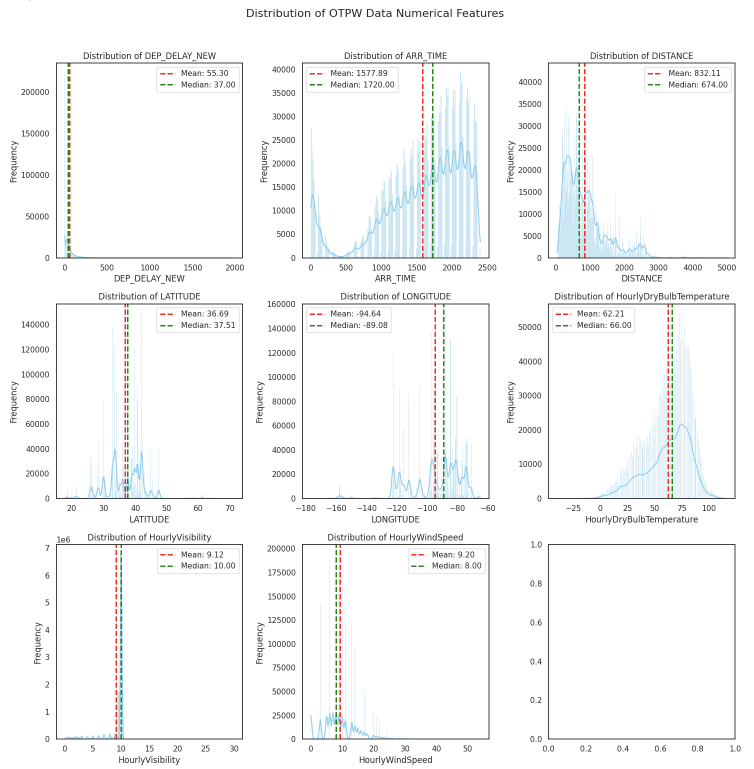 Distribution of OTPW Data Numerical Features
Distribution of DEP_DELAY_NEW
Mean: 55.30
Median: 37.00
Frequency
200000
150000
100000
50000
0
0 500 1000 1500 2000
DEP_DELAY_NEW
Distribution of ARR_TIME
Mean: 1577.89
Median: 1720.00
Frequency
40000
35000
30000
25000
20000
15000
10000
5000
0
0 500 1000 1500 2000 2500
ARR_TIME
Distribution of DISTANCE
Mean: 832.11
Median: 674.00
Frequency
40000
35000
30000
25000
20000
15000
10000
5000
0
0 1000 2000 3000 4000 5000
DISTANCE
Distribution of LATITUDE
Mean: 36.69
Median: 37.51
Frequency
140000
120000
100000
80000
60000
40000
20000
0
20 30 40 50 60 70
LATITUDE
Distribution of LONGITUDE
Mean: -94.64
Median: -89.08
Frequency
160000
140000
120000
100000
80000
60000
40000
20000
0
−180 −160 −140 −120 −100 −80 −60
LONGITUDE
Distribution of HourlyDryBulbTemperature
Mean: 62.21
Median: 66.00
Frequency
50000
40000
30000
20000
10000
0
−25 0 25 50 75 100
HourlyDryBulbTemperature
Distribution of HourlyVisibility
1e6
Mean: 9.12
Median: 10.00
Frequency
7
6
5
4
3
2
1
0
0 5 10 15 20 25 30
HourlyVisibility
Distribution of HourlyWindSpeed
Mean: 9.20
Median: 8.00
Frequency
200000
175000
150000
125000
100000
75000
50000
25000
0
0 10 20 30 40 50
HourlyWindSpeed
1.0
0.8
0.6
0.4
0.2
0.0
0.0 0.2 0.4 0.6 0.8 1.0